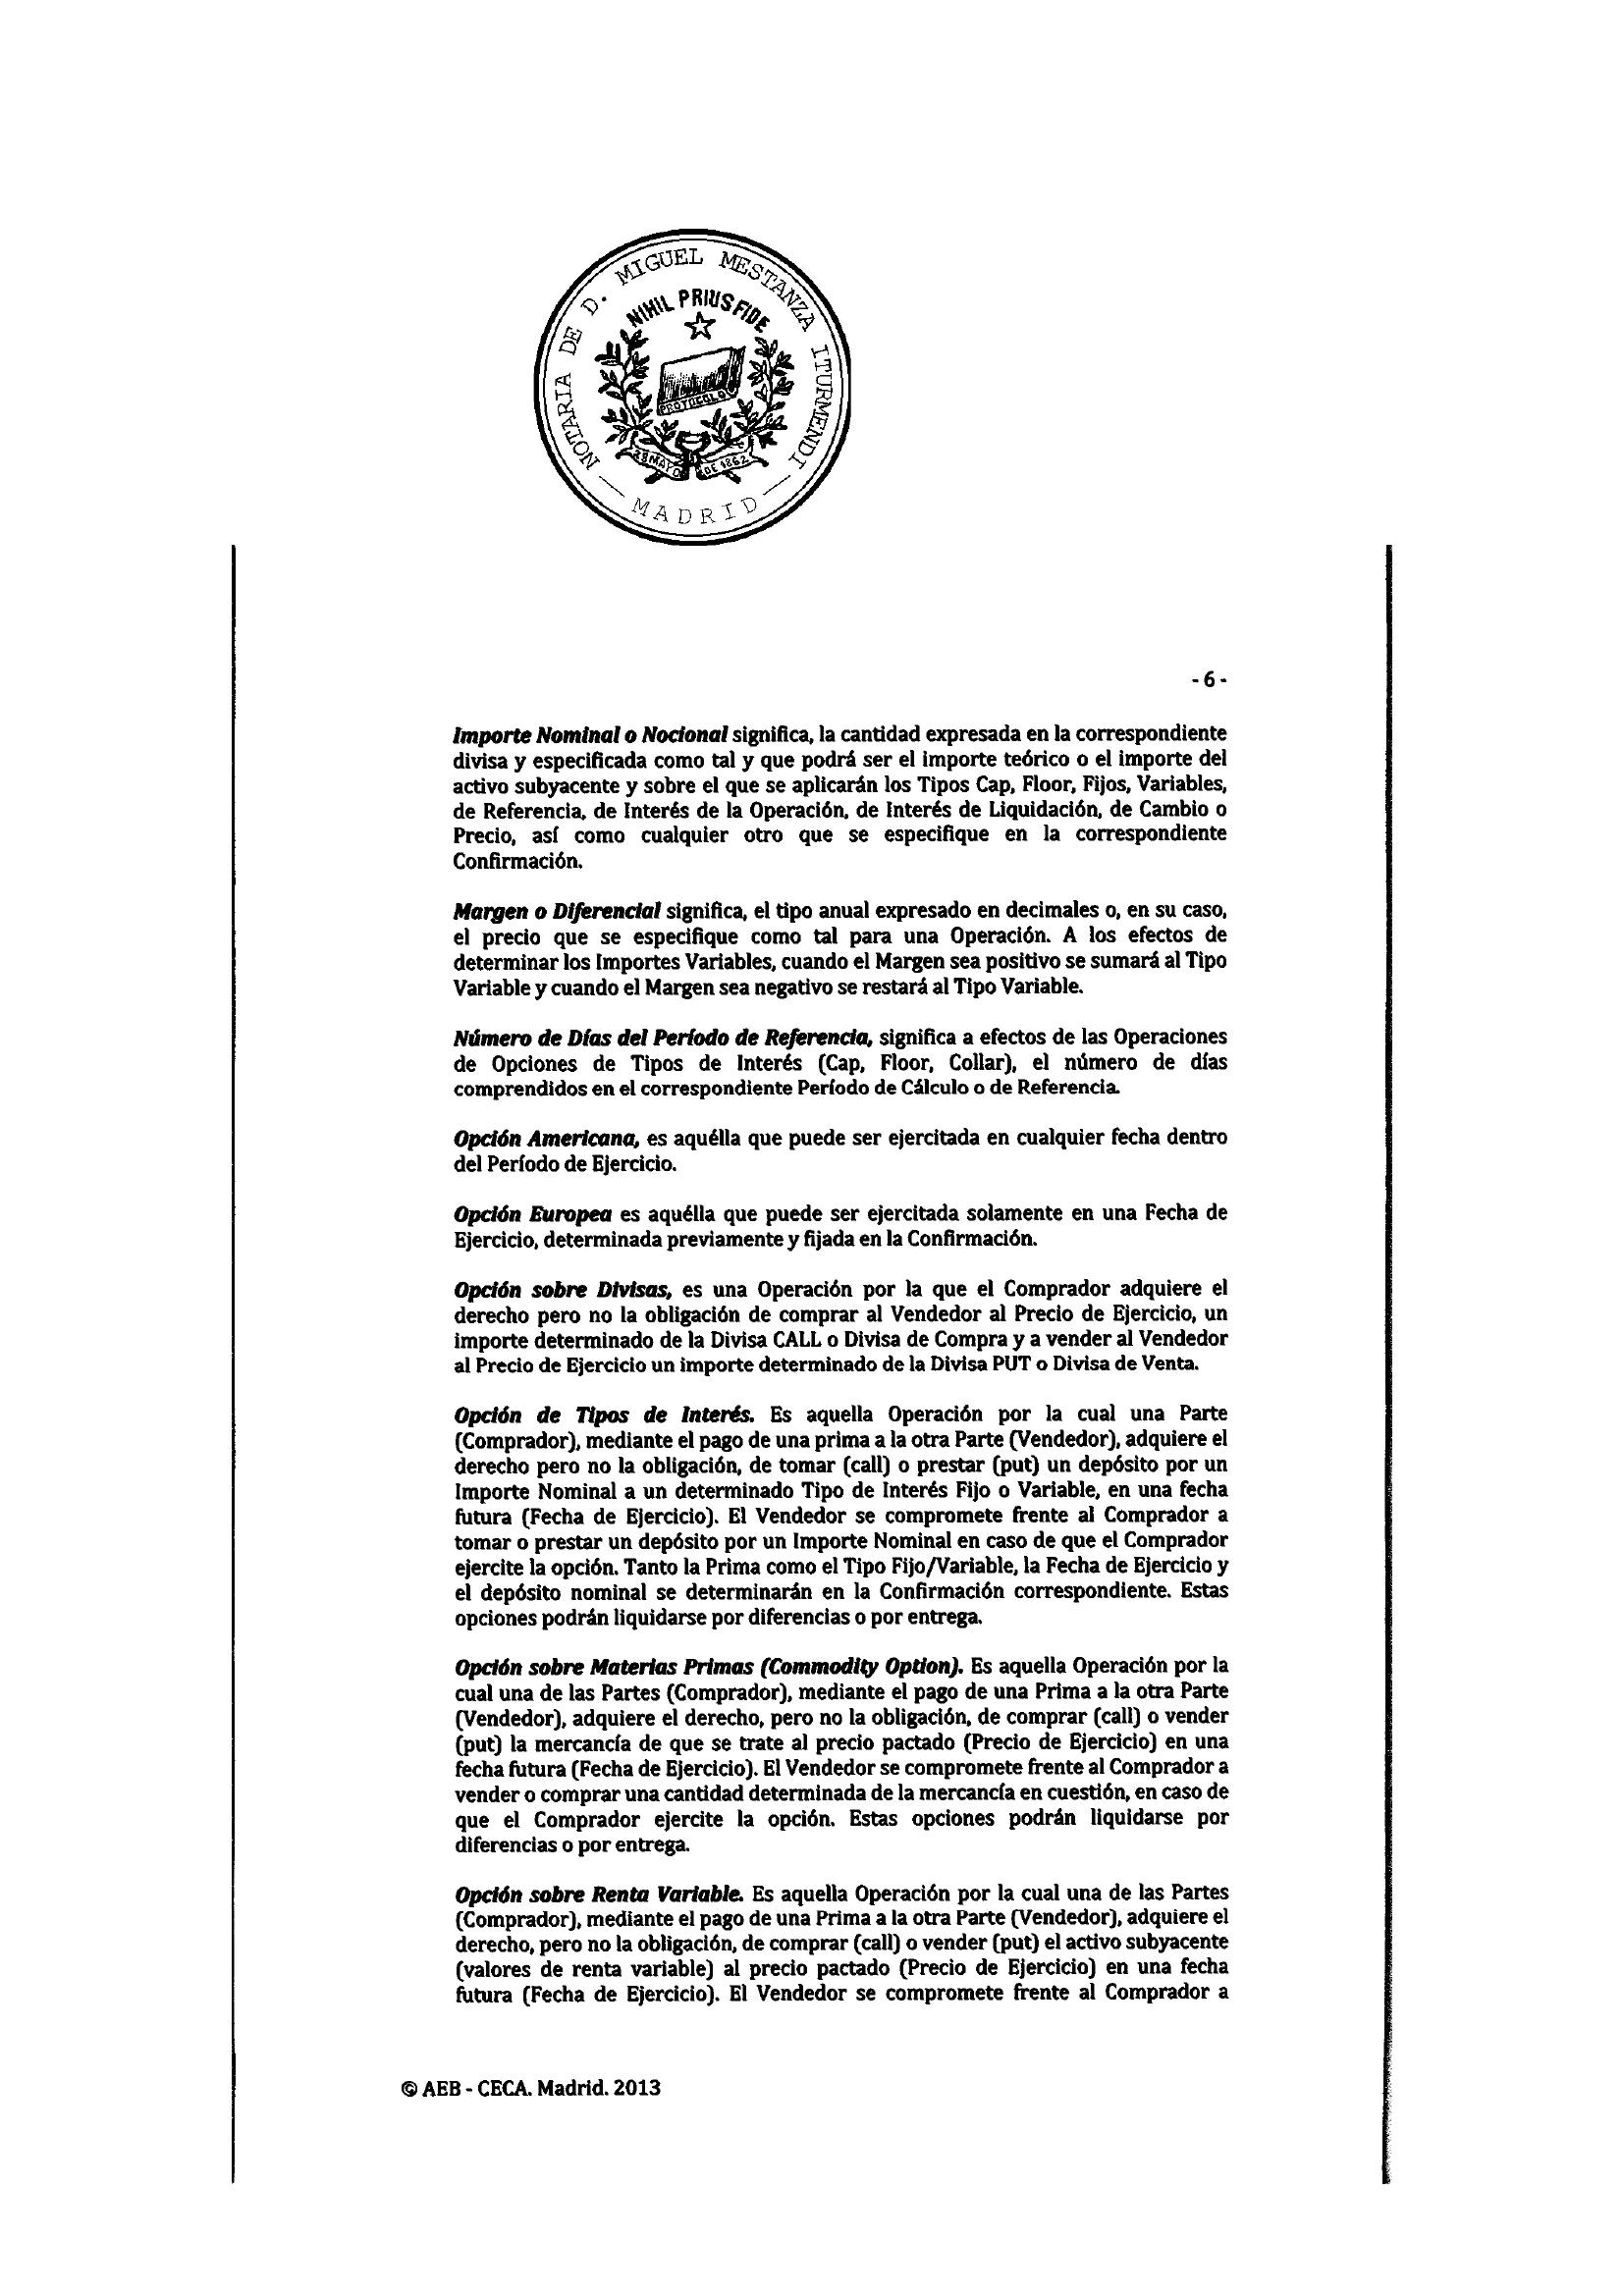 NOTARIA DE D. MIGUEL MESTANZA ITURMENDI
NIHIL PRIUS FIDE
PROTOCOLO
28 MAYO DE 1862
— MADRID —
- 6 -
Importe Nominal o Nocional significa, la cantidad expresada en la correspondiente
divisa y especificada como tal y que podrá ser el importe teórico o el importe del
activo subyacente y sobre el que se aplicarán los Tipos Cap, Floor, Fijos, Variables,
de Referencia, de Interés de la Operación, de Interés de Liquidación, de Cambio o
Precio, así como cualquier otro que se especifique en la correspondiente
Confirmación.
Margen o Diferencial significa, el tipo anual expresado en decimales o, en su caso,
el precio que se especifique como tal para una Operación. A los efectos de
determinar los Importes Variables, cuando el Margen sea positivo se sumará al Tipo
Variable y cuando el Margen sea negativo se restará al Tipo Variable.
Número de Días del Período de Referencia, significa a efectos de las Operaciones
de Opciones de Tipos de Interés (Cap, Floor, Collar), el número de días
comprendidos en el correspondiente Período de Cálculo o de Referencia.
Opción Americana, es aquélla que puede ser ejercitada en cualquier fecha dentro
del Período de Ejercicio.
Opción Europea es aquélla que puede ser ejercitada solamente en una Fecha de
Ejercicio, determinada previamente y fijada en la Confirmación.
Opción sobre Divisas, es una Operación por la que el Comprador adquiere el
derecho pero no la obligación de comprar al Vendedor al Precio de Ejercicio, un
importe determinado de la Divisa CALL o Divisa de Compra y a vender al Vendedor
al Precio de Ejercicio un importe determinado de la Divisa PUT o Divisa de Venta.
Opción de Tipos de Interés. Es aquella Operación por la cual una Parte
(Comprador), mediante el pago de una prima a la otra Parte (Vendedor), adquiere el
derecho pero no la obligación, de tomar (call) o prestar (put) un depósito por un
Importe Nominal a un determinado Tipo de Interés Fijo o Variable, en una fecha
futura (Fecha de Ejercicio). El Vendedor se compromete frente al Comprador a
tomar o prestar un depósito por un Importe Nominal en caso de que el Comprador
ejercite la opción. Tanto la Prima como el Tipo Fijo/Variable, la Fecha de Ejercicio y
el depósito nominal se determinarán en la Confirmación correspondiente. Estas
opciones podrán liquidarse por diferencias o por entrega.
Opción sobre Materias Primas (Commodity Option). Es aquella Operación por la
cual una de las Partes (Comprador), mediante el pago de una Prima a la otra Parte
(Vendedor), adquiere el derecho, pero no la obligación, de comprar (call) o vender
(put) la mercancía de que se trate al precio pactado (Precio de Ejercicio) en una
fecha futura (Fecha de Ejercicio). El Vendedor se compromete frente al Comprador a
vender o comprar una cantidad determinada de la mercancía en cuestión, en caso de
que el Comprador ejercite la opción. Estas opciones podrán liquidarse por
diferencias o por entrega.
Opción sobre Renta Variable. Es aquella Operación por la cual una de las Partes
(Comprador), mediante el pago de una Prima a la otra Parte (Vendedor), adquiere el
derecho, pero no la obligación, de comprar (call) o vender (put) el activo subyacente
(valores de renta variable) al precio pactado (Precio de Ejercicio) en una fecha
futura (Fecha de Ejercicio). El Vendedor se compromete frente al Comprador a
© AEB - CECA. Madrid. 2013